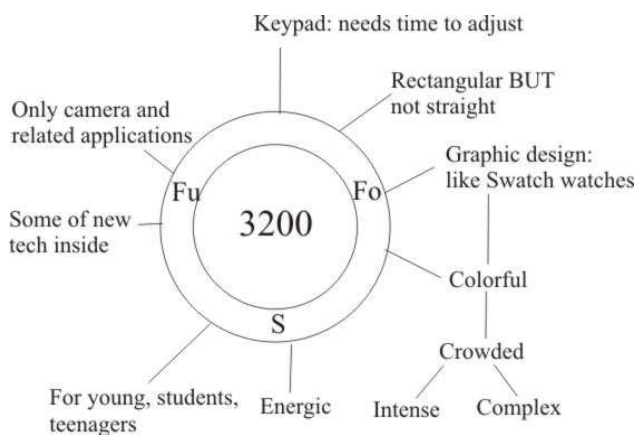 Keypad: needs time to adjust
Rectangular BUT
not straight
Only camera and
related applications
Graphic design:
like Swatch watches
Fu
Fo
3200
Some of new
tech inside
Colorful
S
Crowded
For young, students,
teenagers
Energic
Intense
Complex